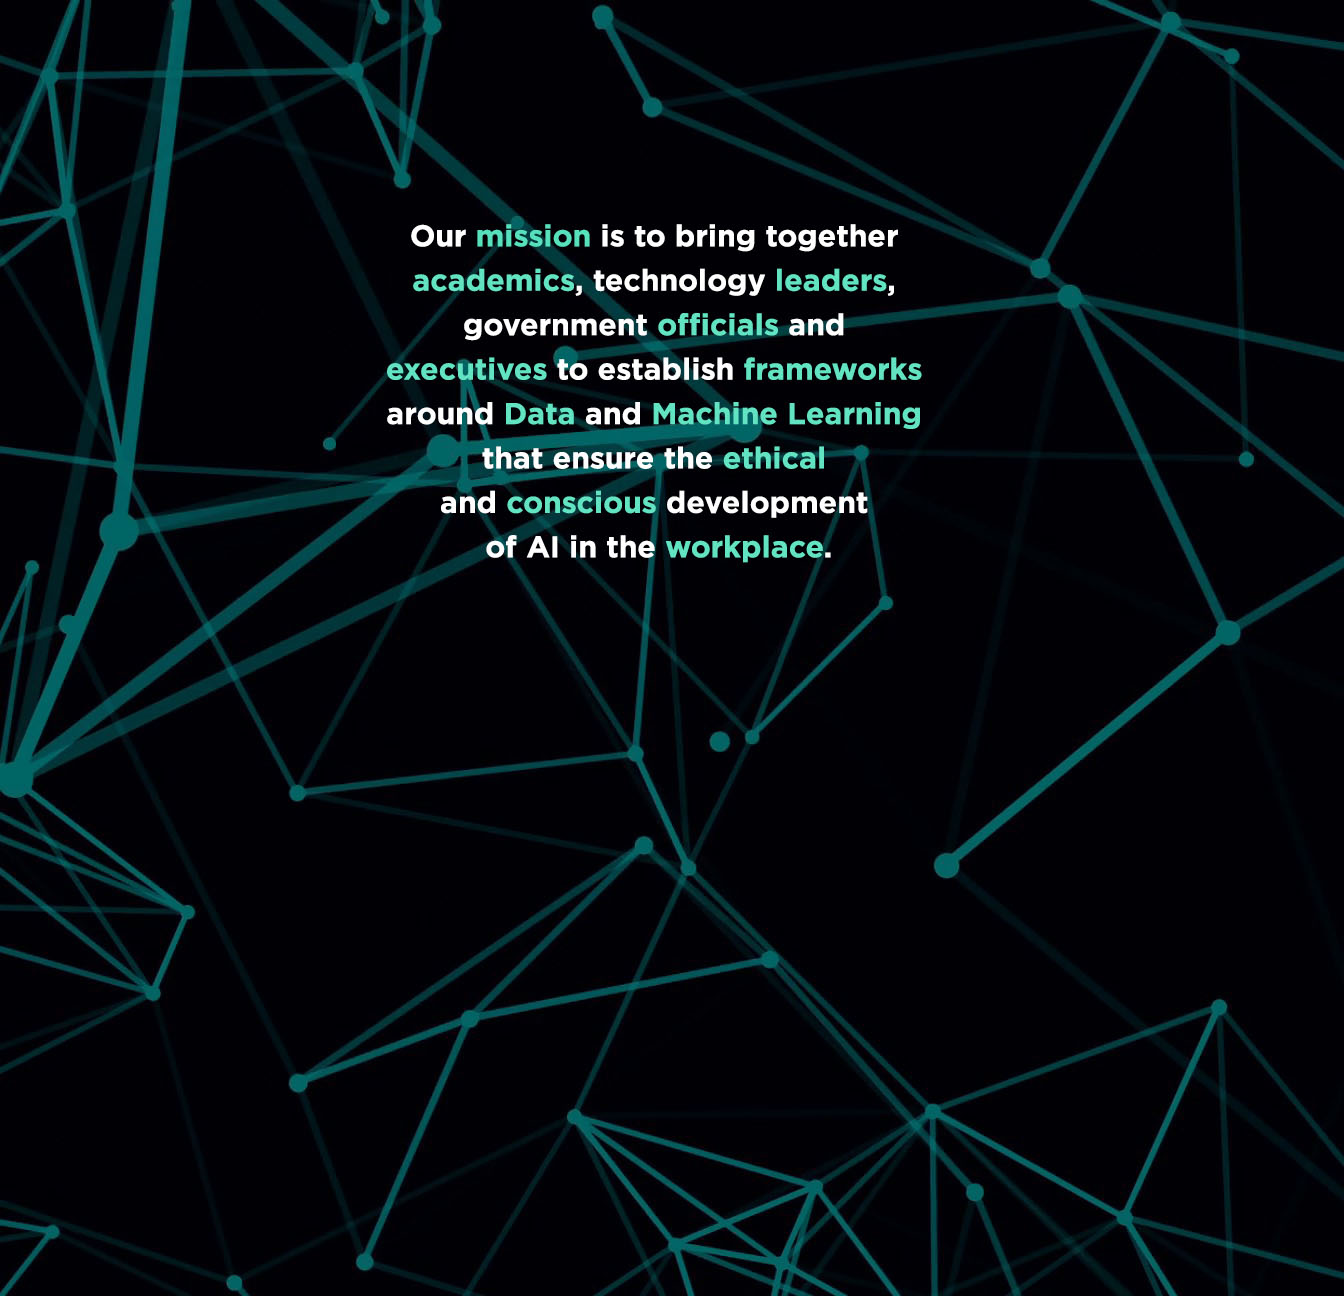 Our mission is to bring together
academics, technology leaders,
government officials and
executives to establish frameworks
around Data and Machine Learning
that ensure the ethical
and conscious development
of AI in the workplace.